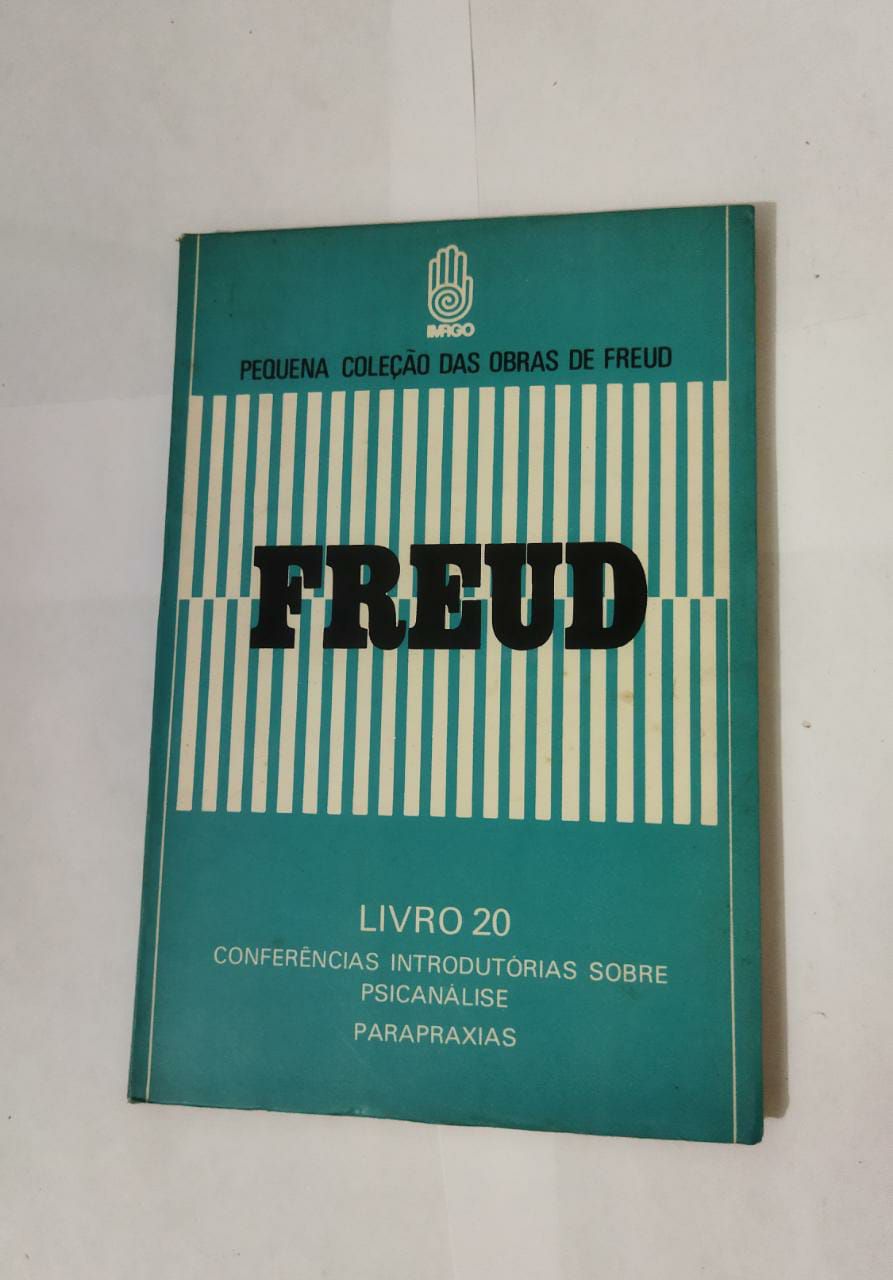 IMAGO
PEQUENA COLEÇÃO DAS OBRAS DE FREUD
FREUD
LIVRO 20
CONFERÊNCIAS INTRODUTÓRIAS SOBRE
PSICANÁLISE
PARAPRAXIAS